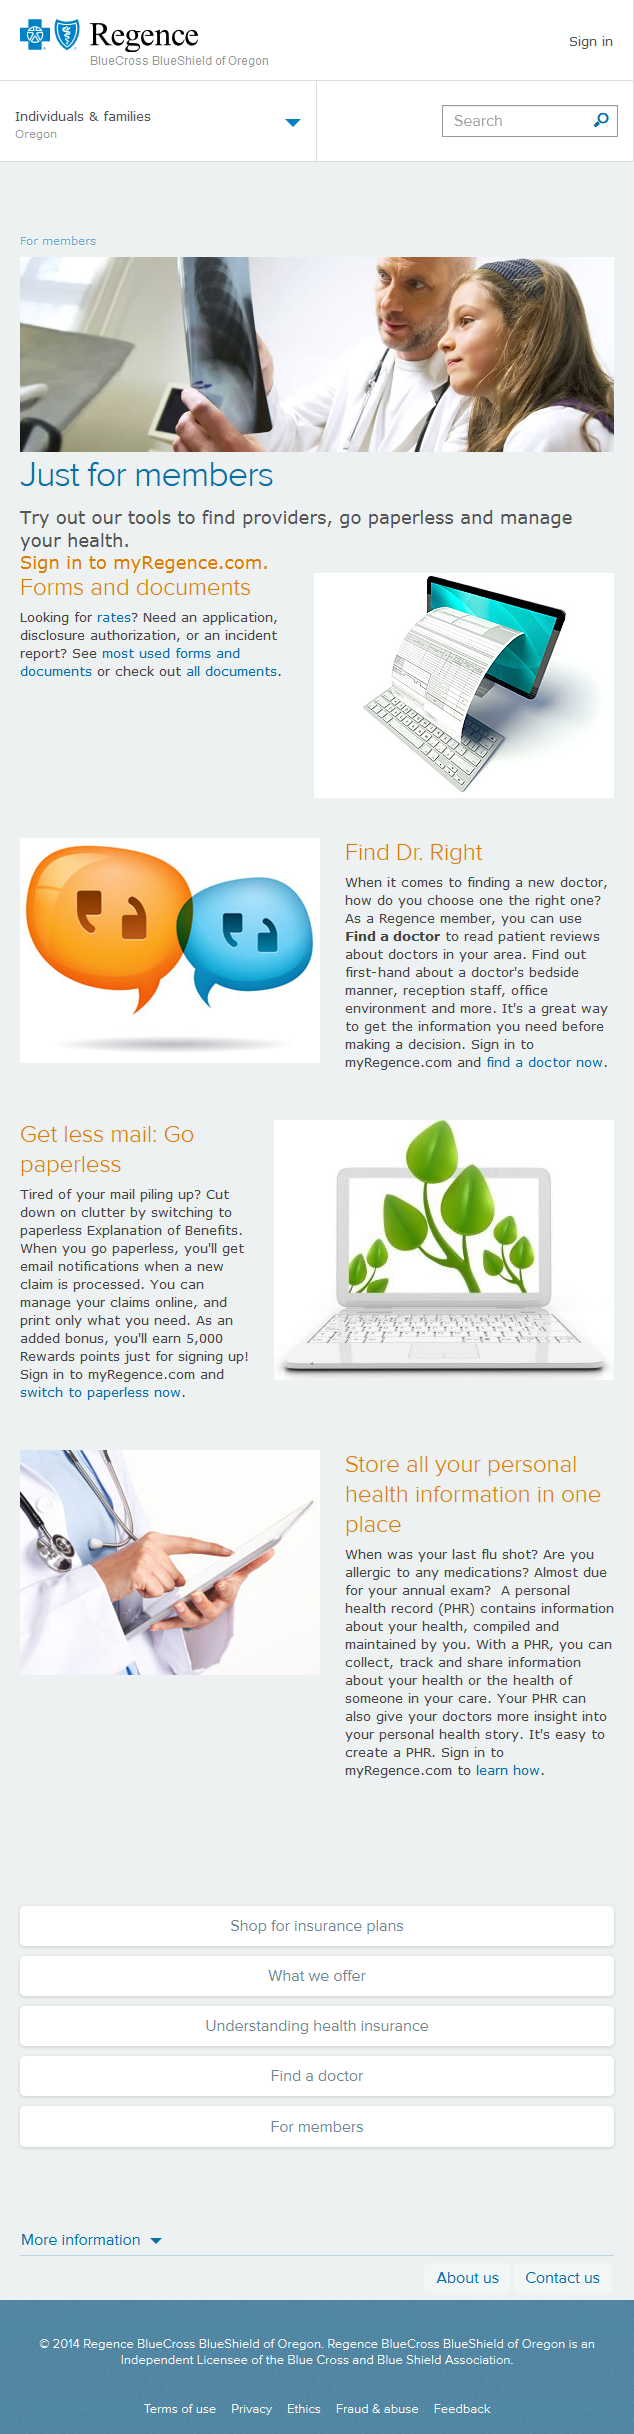 Regence
BlueCross BlueShield of Oregon
Sign in
Individuals & families
Oregon
Search
For members
Just for members
Try out our tools to find providers, go paperless and manage
your health.
Sign in to myRegence.com.
Forms and documents
Looking for rates? Need an application,
disclosure authorization, or an incident
report? See most used forms and
documents or check out all documents.
Find Dr. Right
When it comes to finding a new doctor,
how do you choose one the right one?
As a Regence member, you can use
Find a doctor to read patient reviews
about doctors in your area. Find out
first-hand about a doctor's bedside
manner, reception staff, office
environment and more. It's a great way
to get the information you need before
making a decision. Sign in to
myRegence.com and find a doctor now.
Get less mail: Go
paperless
Tired of your mail piling up? Cut
down on clutter by switching to
paperless Explanation of Benefits.
When you go paperless, you'll get
email notifications when a new
claim is processed. You can
manage your claims online, and
print only what you need. As an
added bonus, you'll earn 5,000
Rewards points just for signing up!
Sign in to myRegence.com and
switch to paperless now.
Store all your personal
health information in one
place
When was your last flu shot? Are you
allergic to any medications? Almost due
for your annual exam?  A personal
health record (PHR) contains information
about your health, compiled and
maintained by you. With a PHR, you can
collect, track and share information
about your health or the health of
someone in your care. Your PHR can
also give your doctors more insight into
your personal health story. It's easy to
create a PHR. Sign in to
myRegence.com to learn how.
Shop for insurance plans
What we offer
Understanding health insurance
Find a doctor
For members
More information
About us
Contact us
© 2014 Regence BlueCross BlueShield of Oregon. Regence BlueCross BlueShield of Oregon is an
Independent Licensee of the Blue Cross and Blue Shield Association.
Terms of use Privacy Ethics Fraud & abuse Feedback